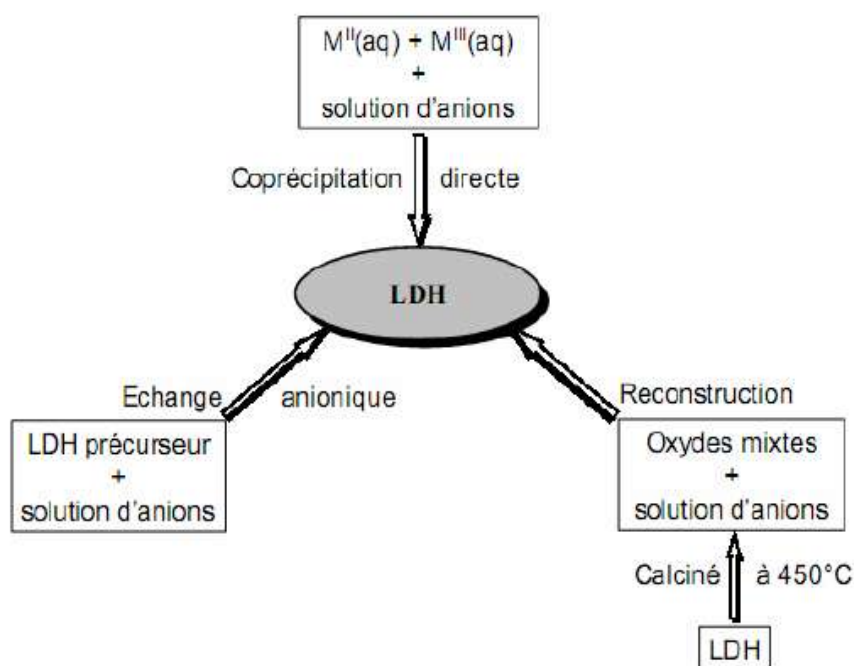 M^II(aq) + M^III(aq)
+
solution d'anions
Coprécipitation directe
LDH
Echange anionique
Reconstruction
LDH précurseur
+
solution d'anions
Oxydes mixtes
+
solution d'anions
Calciné à 450°C
LDH